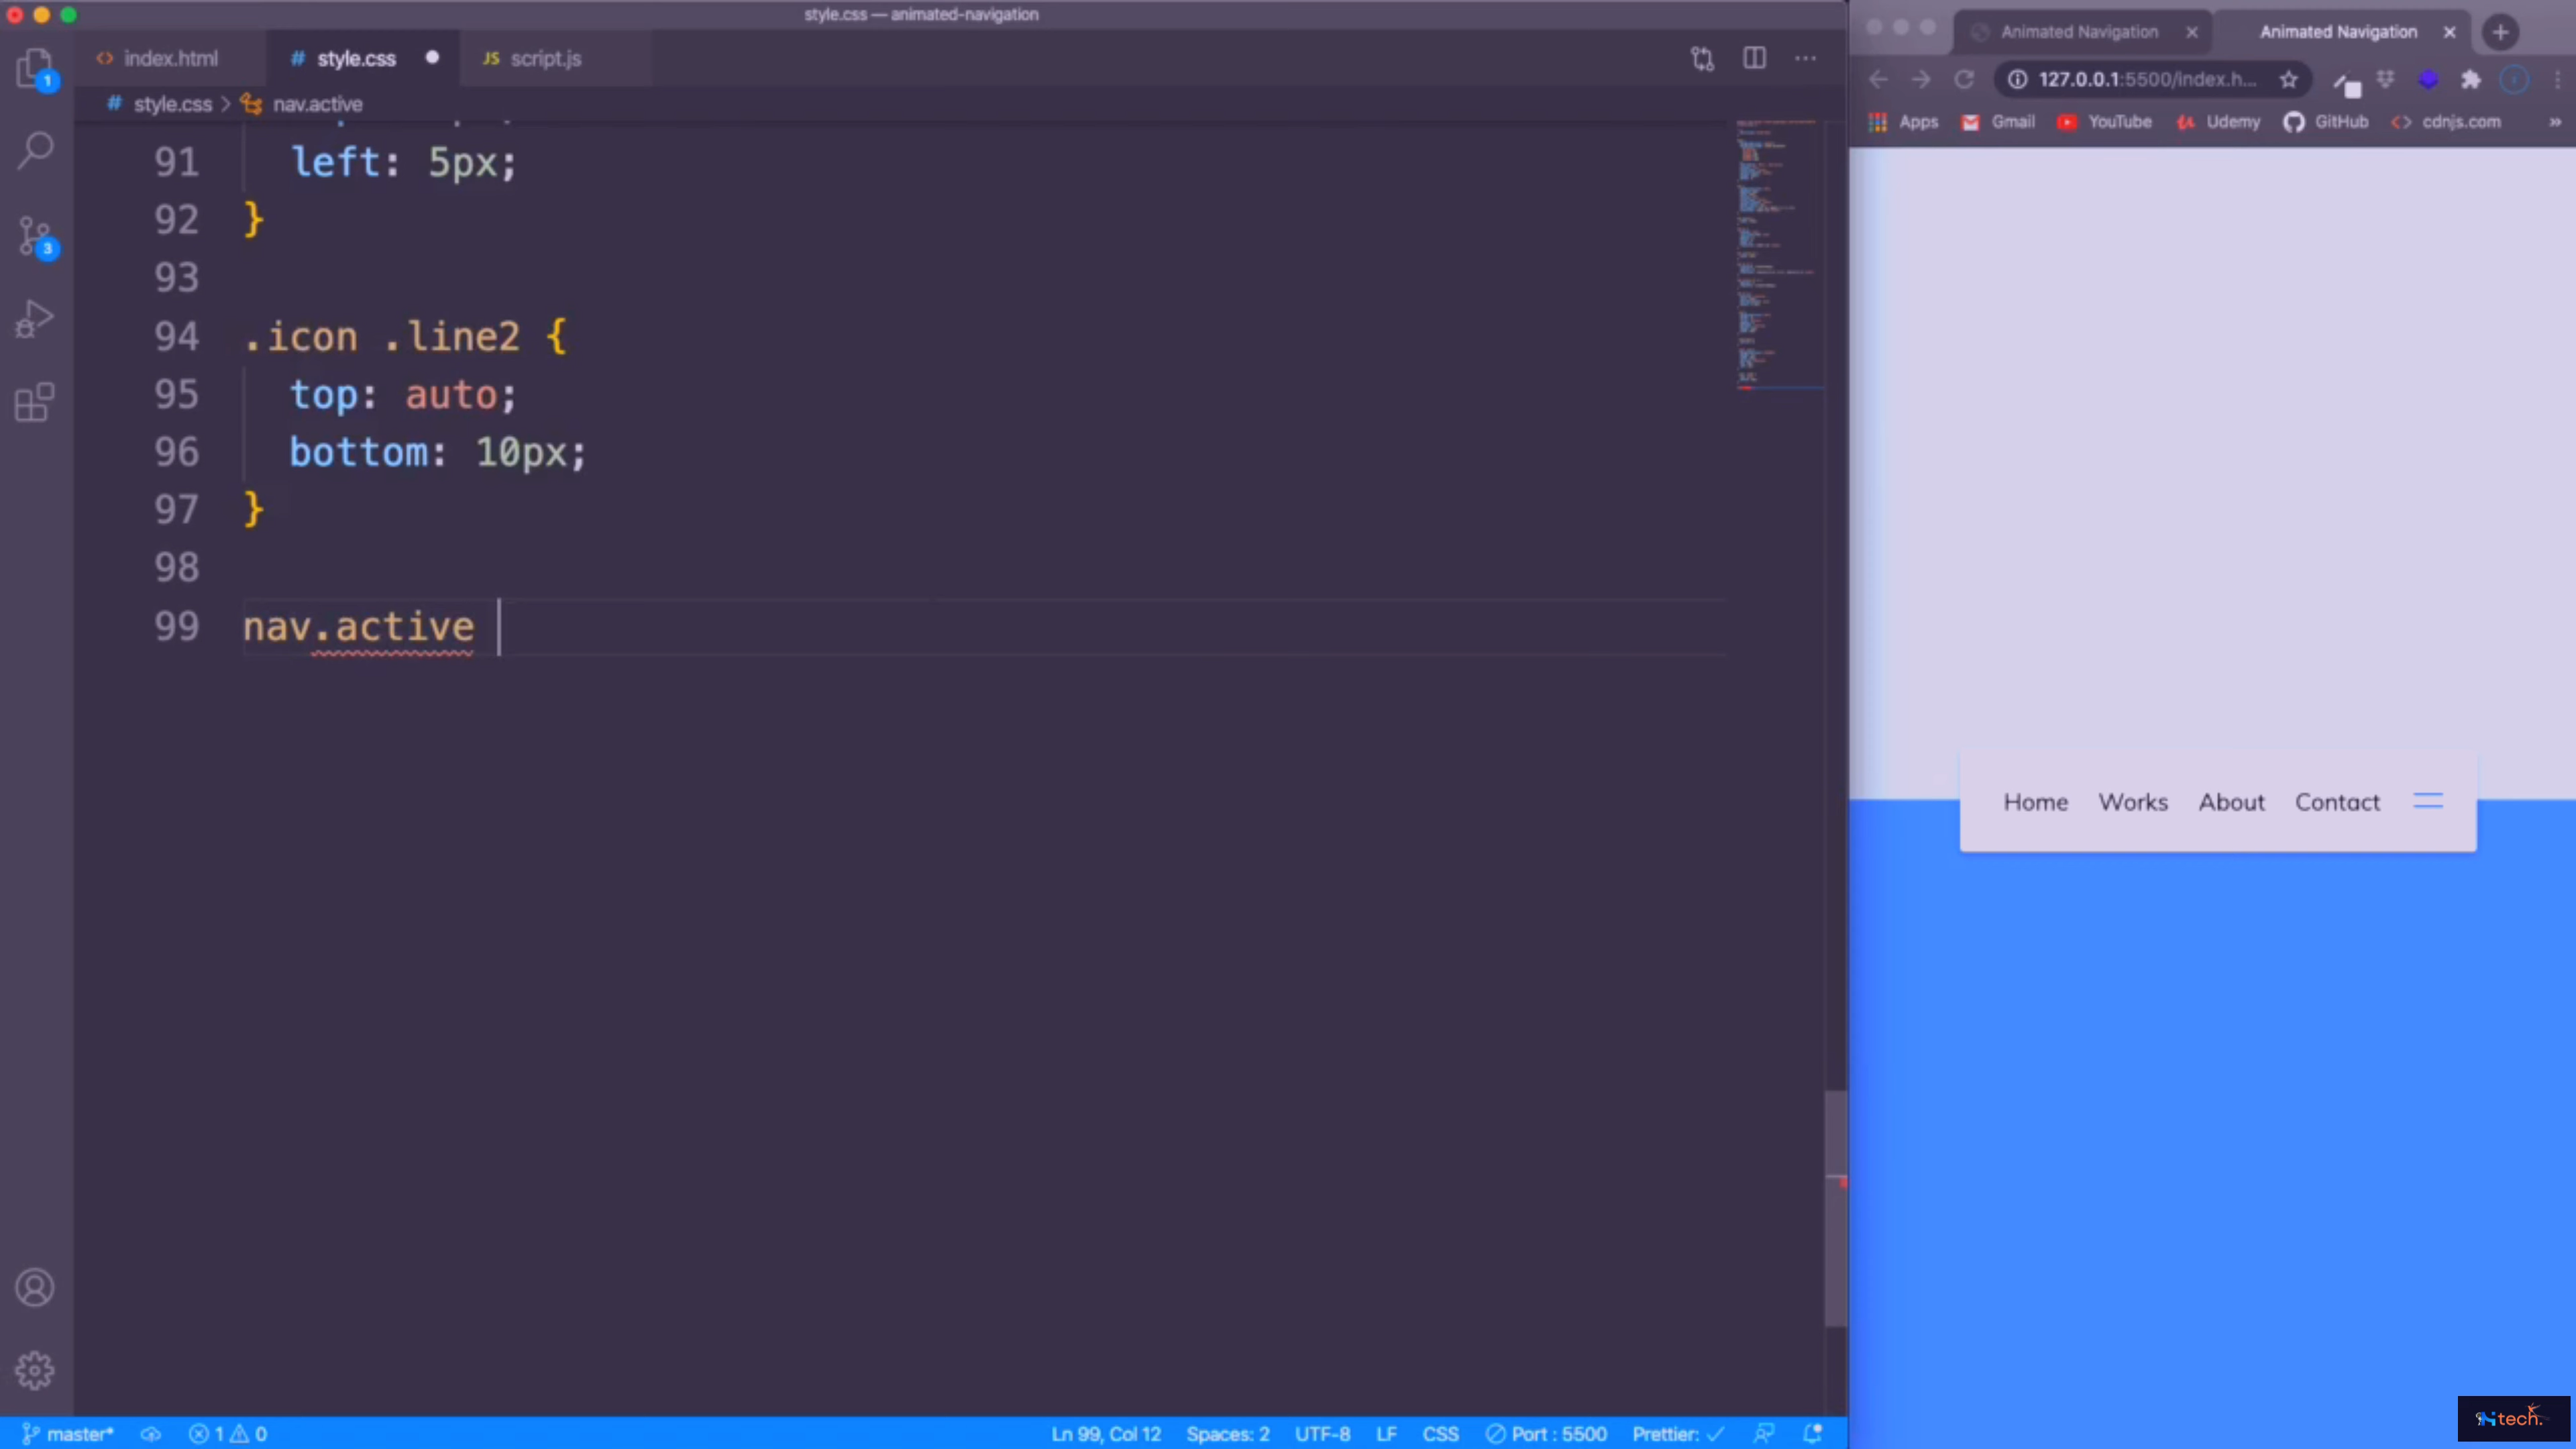 style.css — animated-navigation
index.html
# style.css
JS script.js
# style.css > nav.active
91 left: 5px;
92 }
93
94 .icon .line2 {
95 top: auto;
96 bottom: 10px;
97 }
98
99 nav.active
1
3
master* 1 0
Ln 99, Col 12 Spaces: 2 UTF-8 LF CSS Port : 5500 Prettier:
Animated Navigation
Animated Navigation
127.0.0.1:5500/index.h...
Apps Gmail YouTube Udemy GitHub cdnjs.com »
Home Works About Contact
tech.